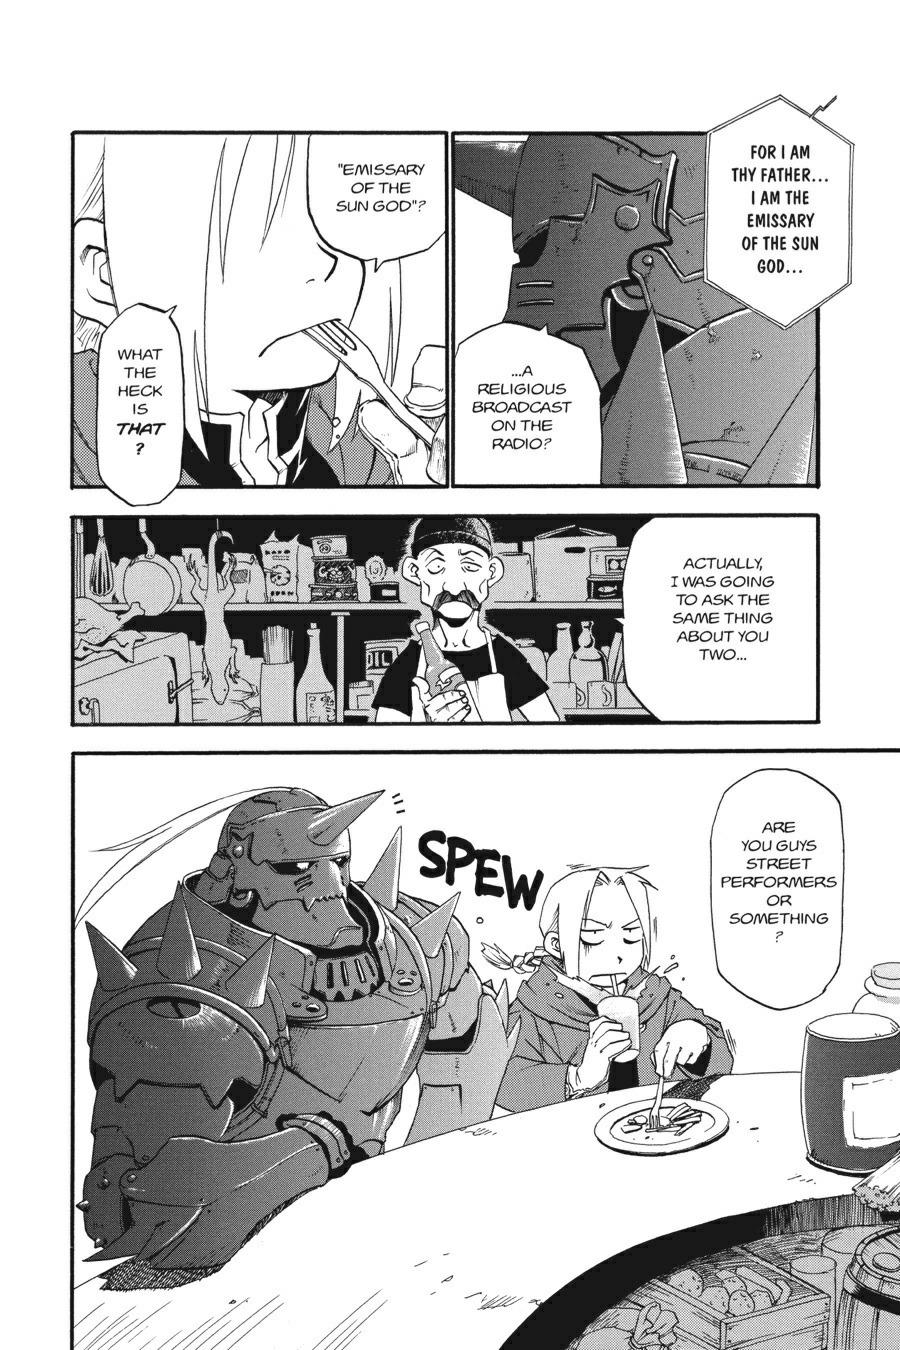 FOR I AM
THY FATHER...
I AM THE
EMISSARY
OF THE SUN
GOD...
...A
RELIGIOUS
BROADCAST
ON THE
RADIO?
"EMISSARY
OF THE
SUN GOD"?
WHAT
THE
HECK
IS
THAT
?
ACTUALLY,
I WAS GOING
TO ASK THE
SAME THING
ABOUT YOU
TWO...
OPEN
OIL
ARE
YOU GUYS
STREET
PERFORMERS
OR
SOMETHING
?
SPEW